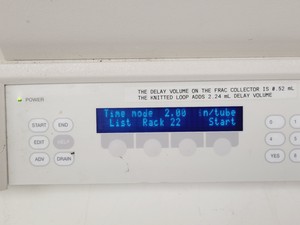 THE DELAY VOLUME ON THE FRAC COLLECTOR IS 0.52 mL
THE KNITTED LOOP ADDS 2.24 mL DELAY VOLUME
POWER
Time mode 2.00 in/tube
List Rack 22 Start
START END
EDIT HELP
ADV DRAIN